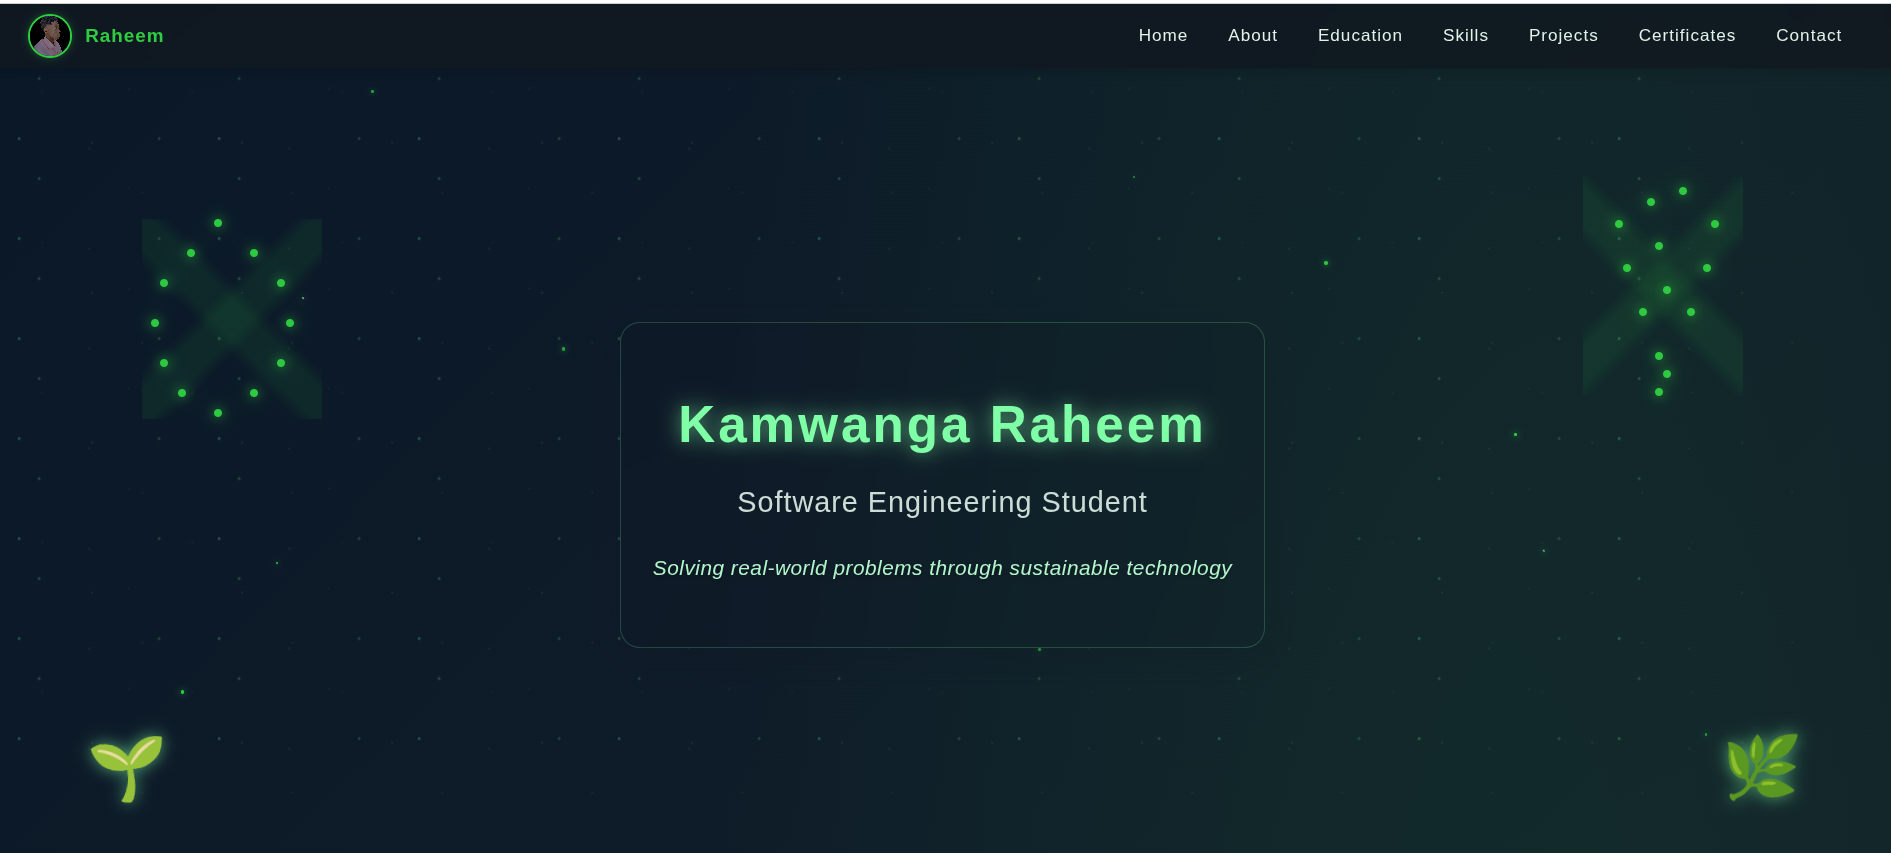 Raheem
Home About Education Skills Projects Certificates Contact
Kamwanga Raheem
Software Engineering Student
Solving real-world problems through sustainable technology